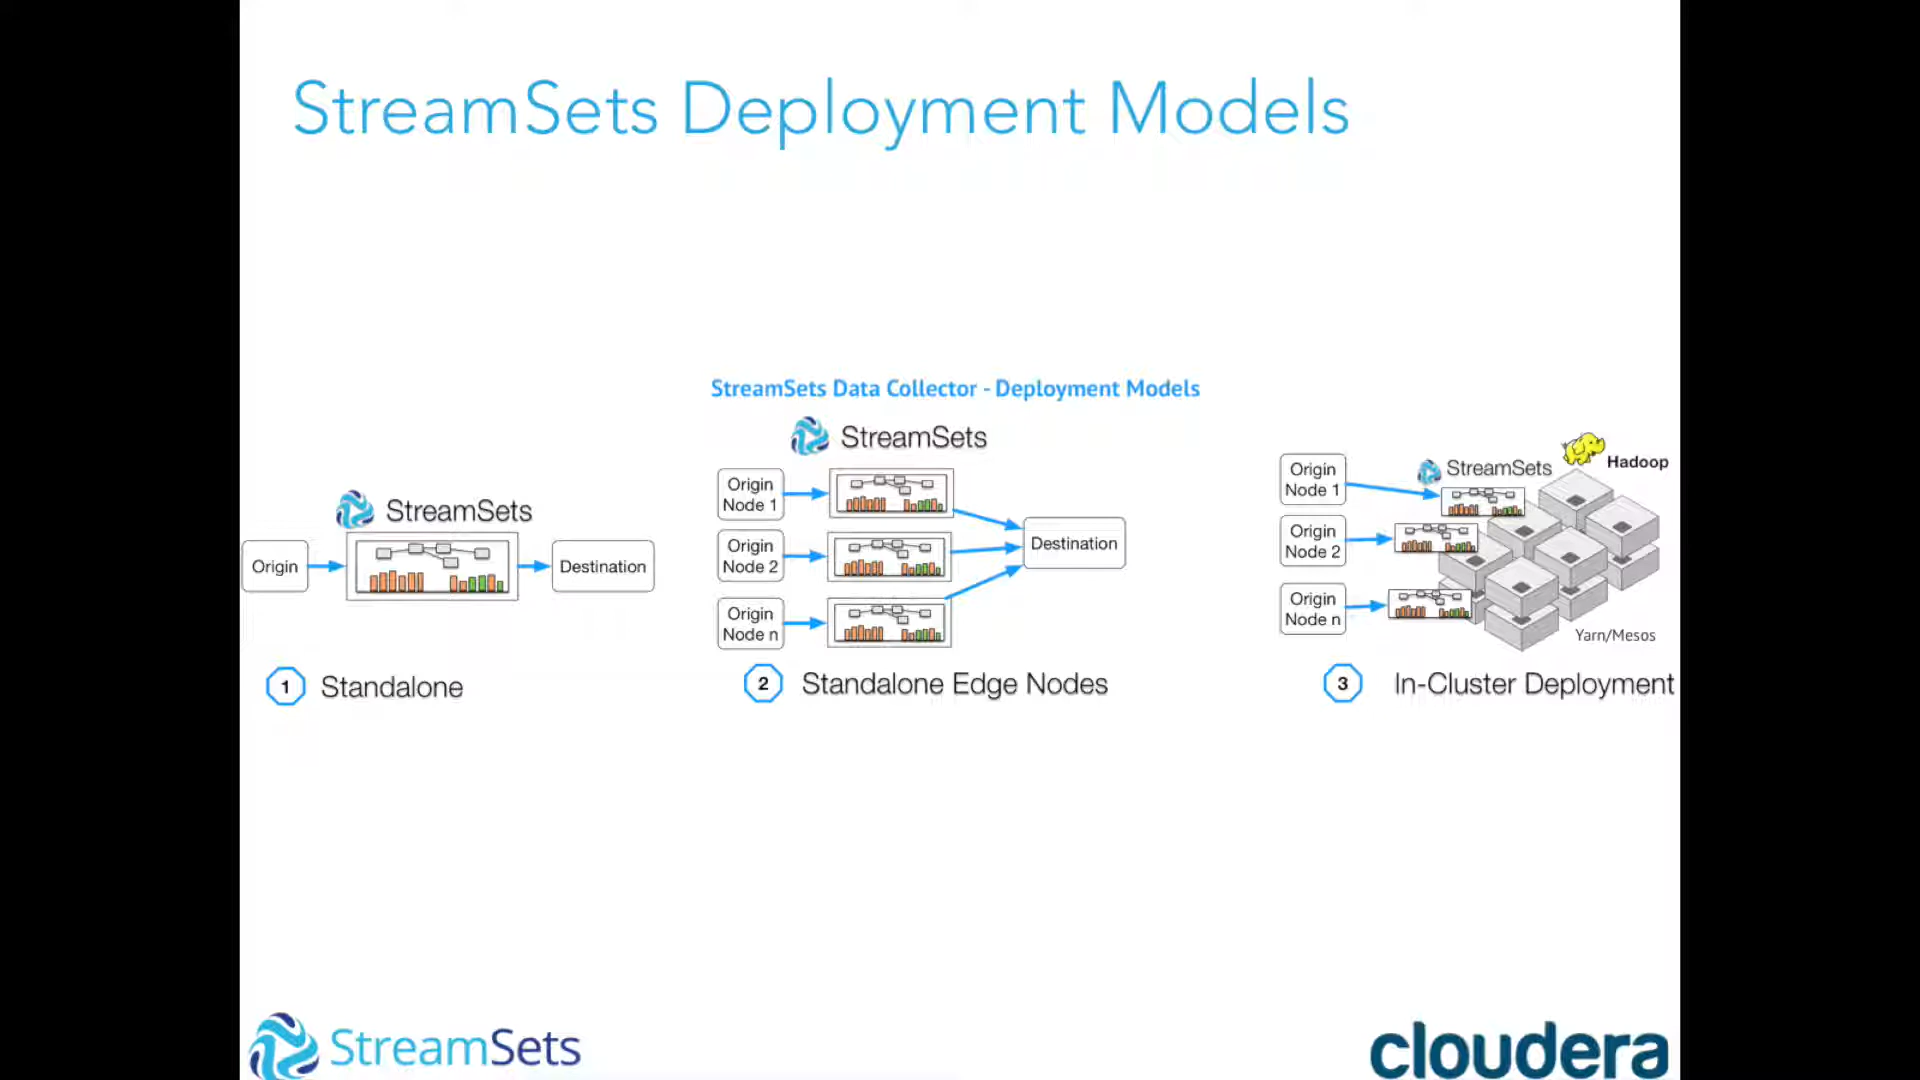 StreamSets Deployment Models
StreamSets Data Collector - Deployment Models
StreamSets
Origin
Destination
1 Standalone
StreamSets
Origin
Node 1
Origin
Node 2
Origin
Node n
Destination
2 Standalone Edge Nodes
Hadoop
StreamSets
Origin
Node 1
Origin
Node 2
Origin
Node n
Yarn/Mesos
3 In-Cluster Deployment
StreamSets
cloudera